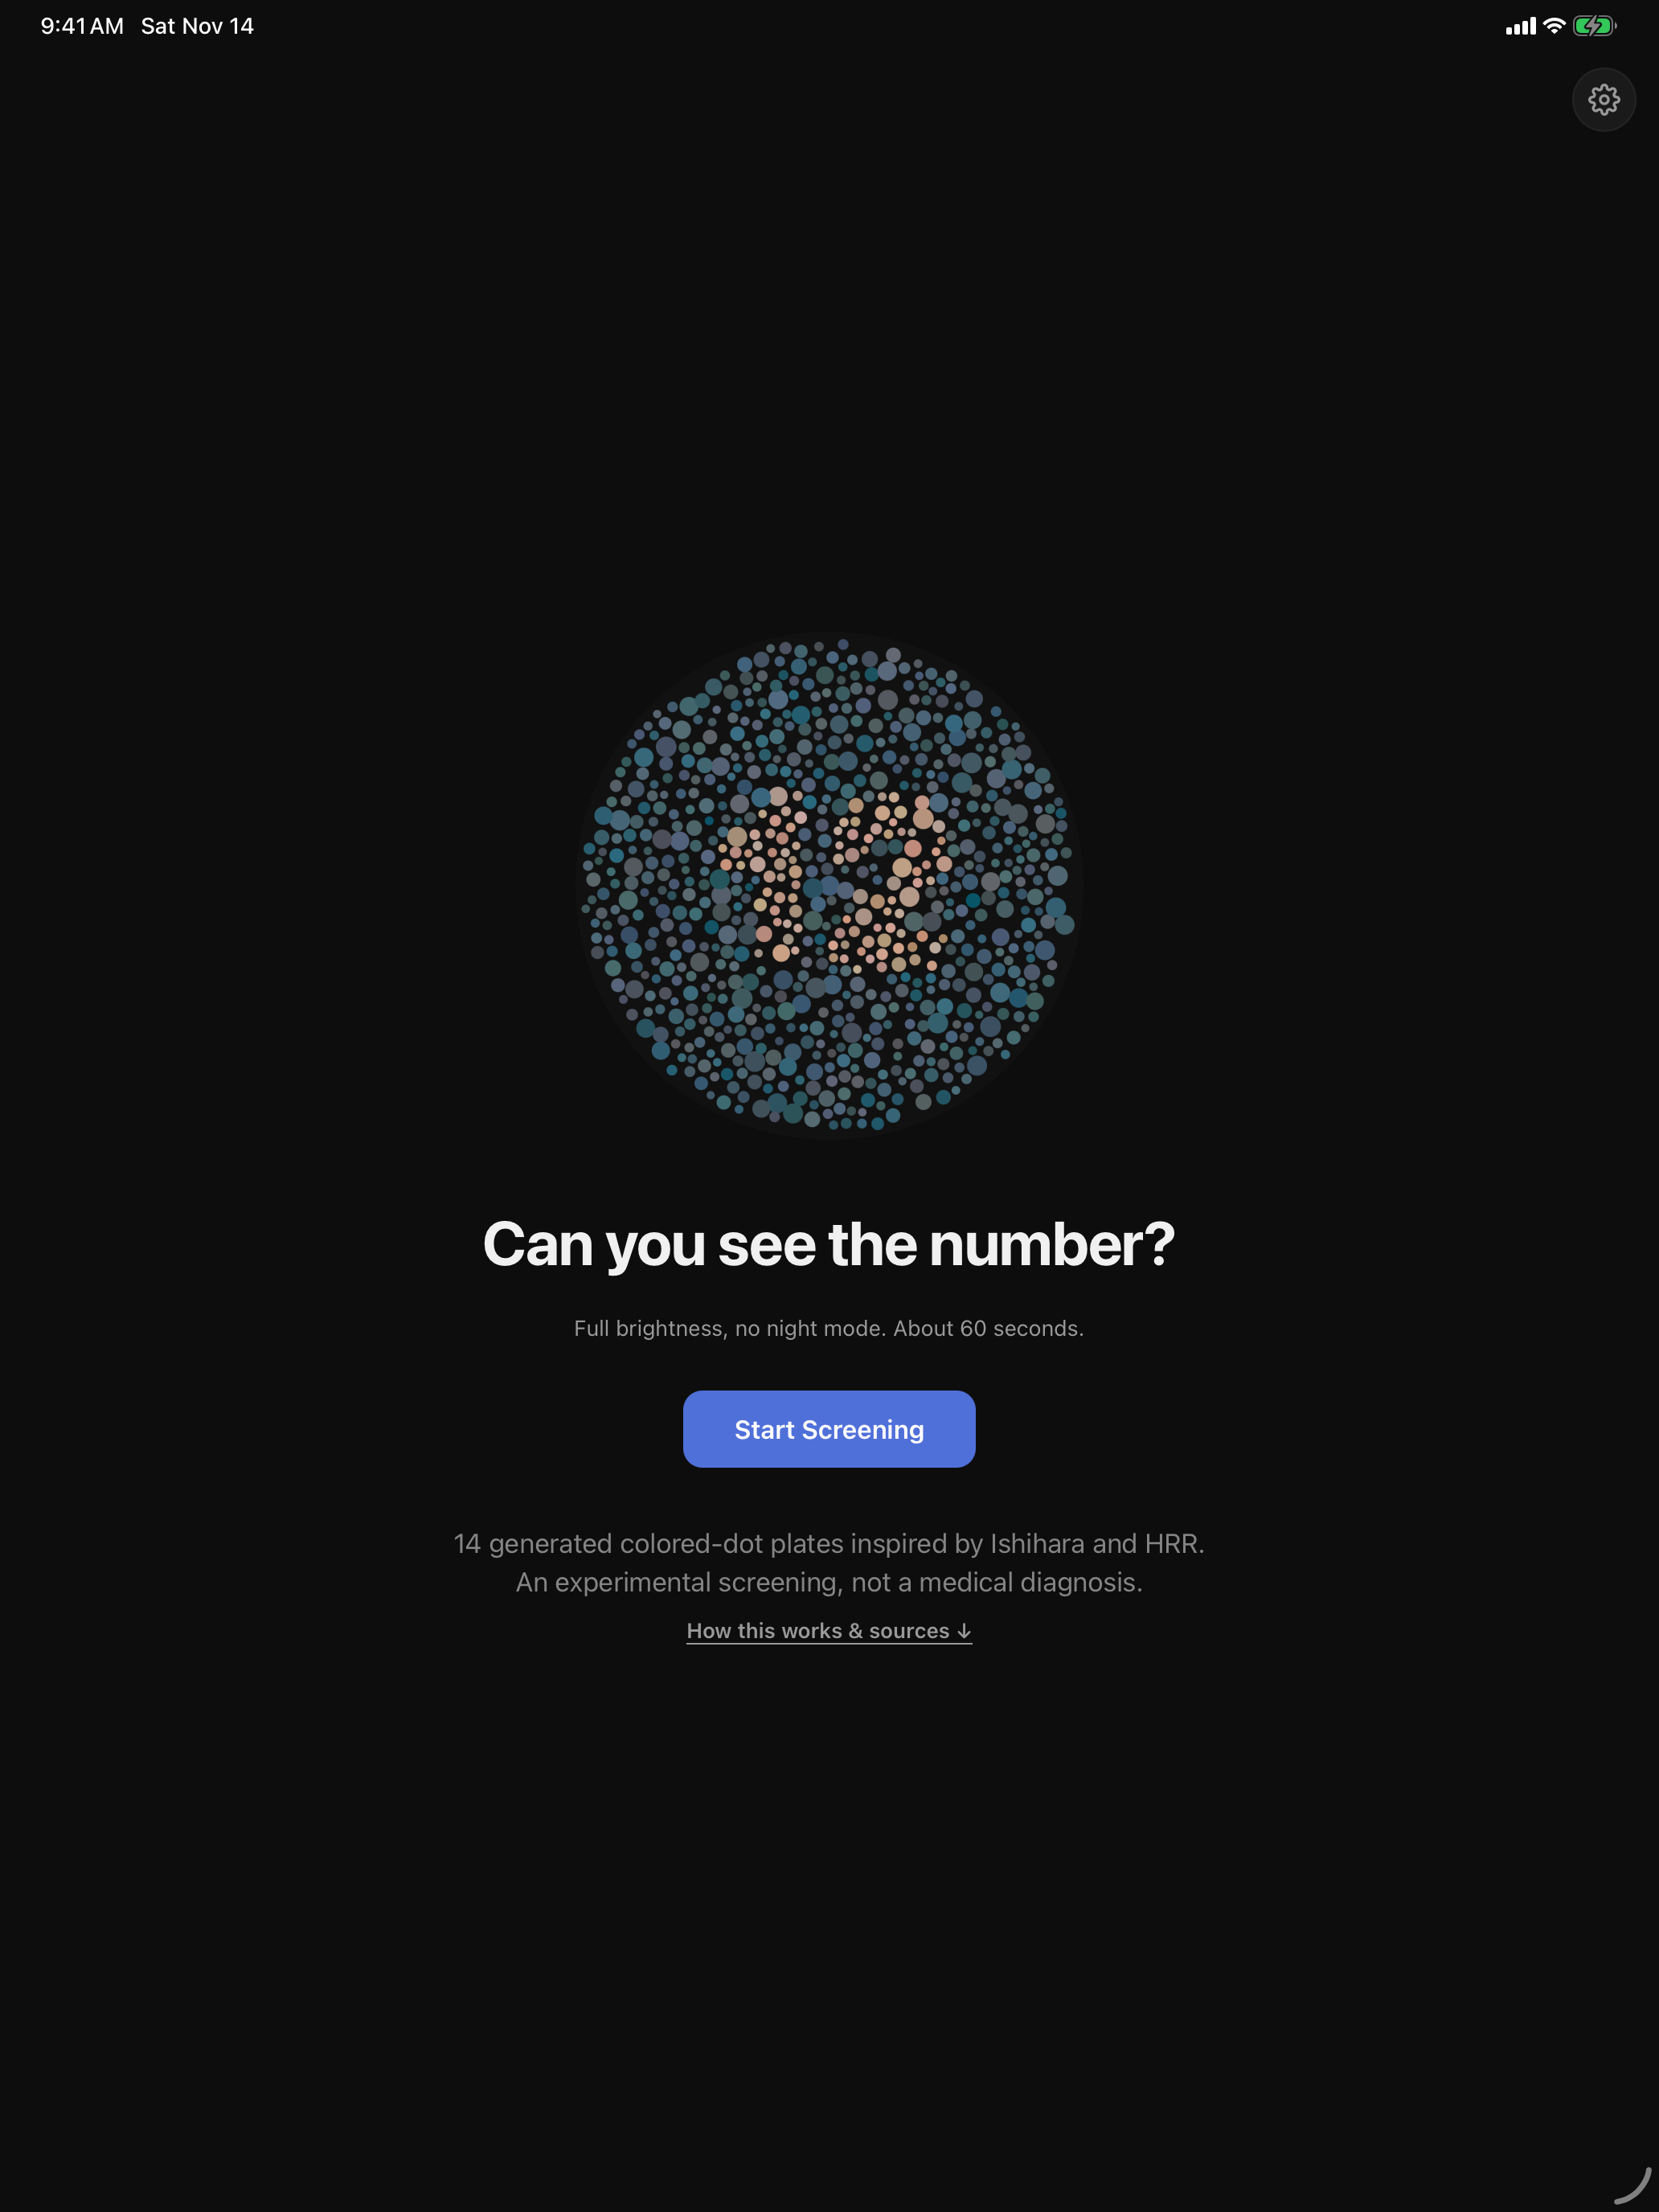 9:41 AM Sat Nov 14
12
Can you see the number?
Full brightness, no night mode. About 60 seconds.
Start Screening
14 generated colored-dot plates inspired by Ishihara and HRR.
An experimental screening, not a medical diagnosis.
How this works & sources ↓